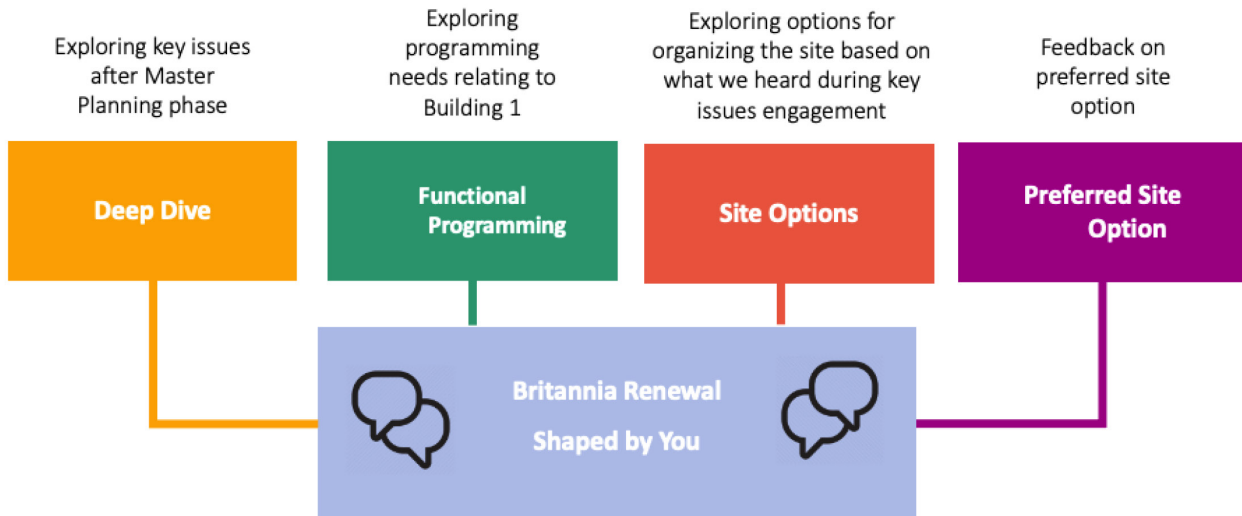 Exploring key issues
after Master
Planning phase
Exploring
programming
needs relating to
Building 1
Exploring options for
organizing the site based on
what we heard during key
issues engagement
Feedback on
preferred site
option
Deep Dive
Functional
Programming
Site Options
Preferred Site
Option
Britannia Renewal
Shaped by You